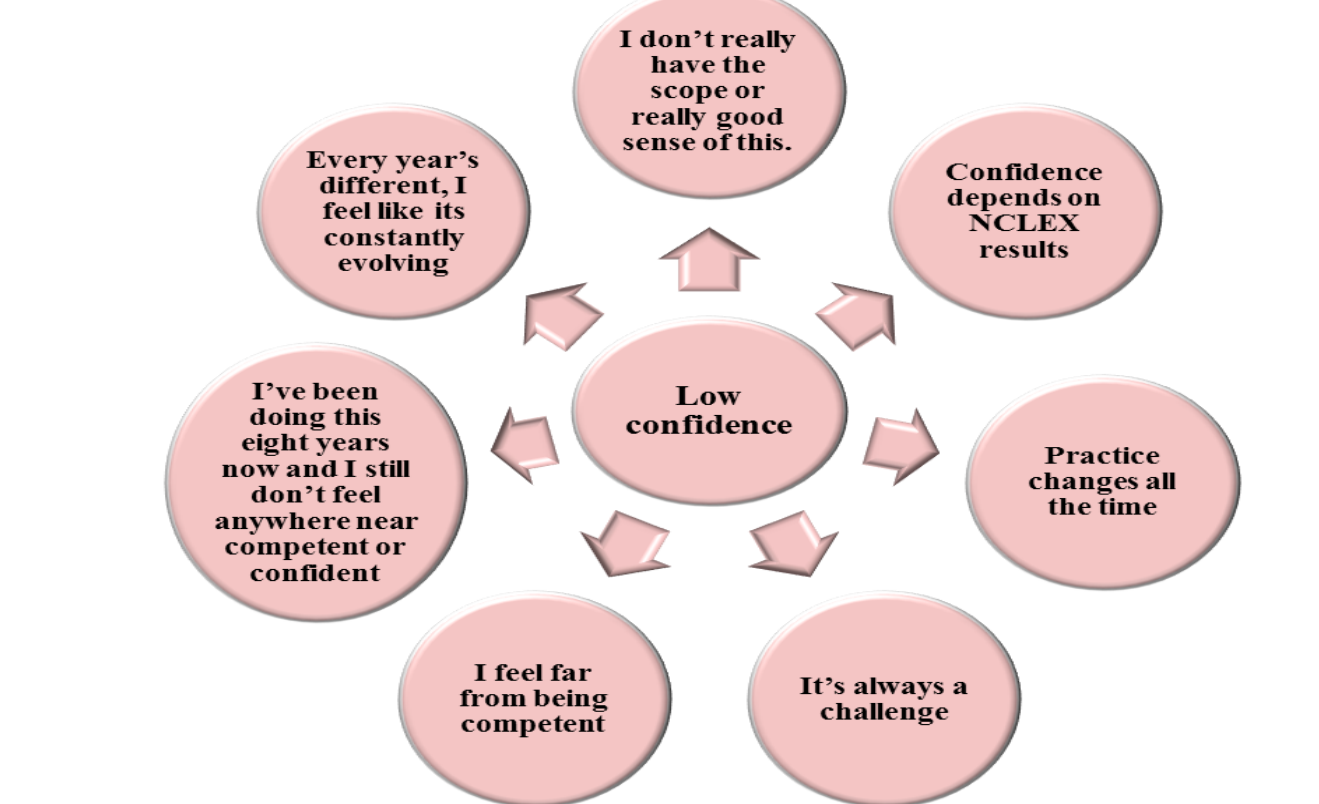 I don’t really
have the
scope or
really good
sense of this.
Confidence
depends on
NCLEX
results
Practice
changes all
the time
It’s always a
challenge
I feel far
from being
competent
I’ve been
doing this
eight years
now and I still
don’t feel
anywhere near
competent or
confident
Every year’s
different, I
feel like its
constantly
evolving
Low
confidence